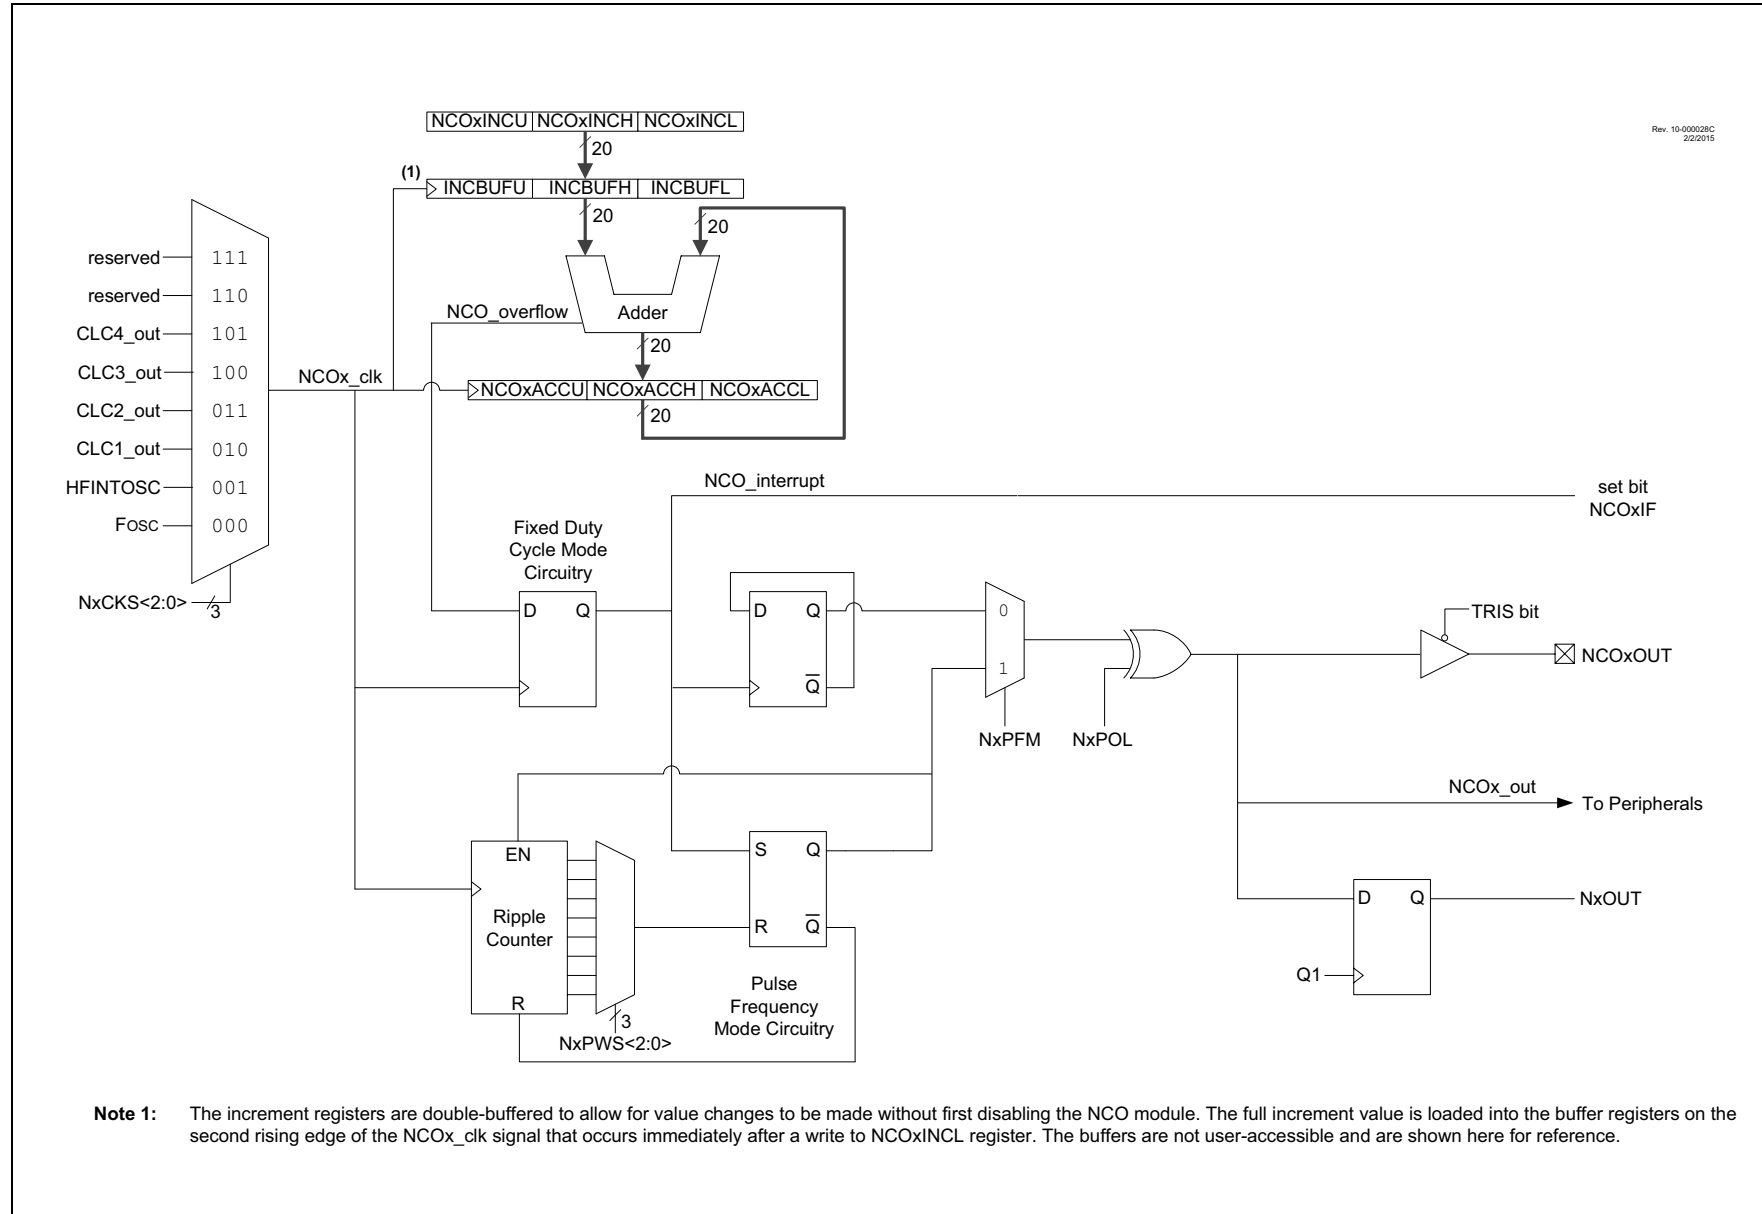 NCOxINCU NCOxINCH NCOxINCL
20
Rev. 10-000028C
2/2/2015
(1)
INCBUFU INCBUFH INCBUFL
20
20
reserved 111
reserved 110
CLC4_out 101
CLC3_out 100
CLC2_out 011
CLC1_out 010
HFINTOSC 001
FOSC 000
NxCKS<2:0>
3
NCOx_clk
NCO_overflow
Adder
20
NCOxACCU NCOxACCH NCOxACCL
20
NCO_interrupt
set bit
NCOxIF
Fixed Duty
Cycle Mode
Circuitry
D Q
D Q
Q̅
0
1
NxPFM
NxPOL
TRIS bit
NCOxOUT
NCOx_out
To Peripherals
EN
Ripple
Counter
R
3
NxPWS<2:0>
S Q
R Q̅
Pulse
Frequency
Mode Circuitry
D Q
NxOUT
Q1
Note 1: The increment registers are double-buffered to allow for value changes to be made without first disabling the NCO module. The full increment value is loaded into the buffer registers on the
second rising edge of the NCOx_clk signal that occurs immediately after a write to NCOxINCL register. The buffers are not user-accessible and are shown here for reference.